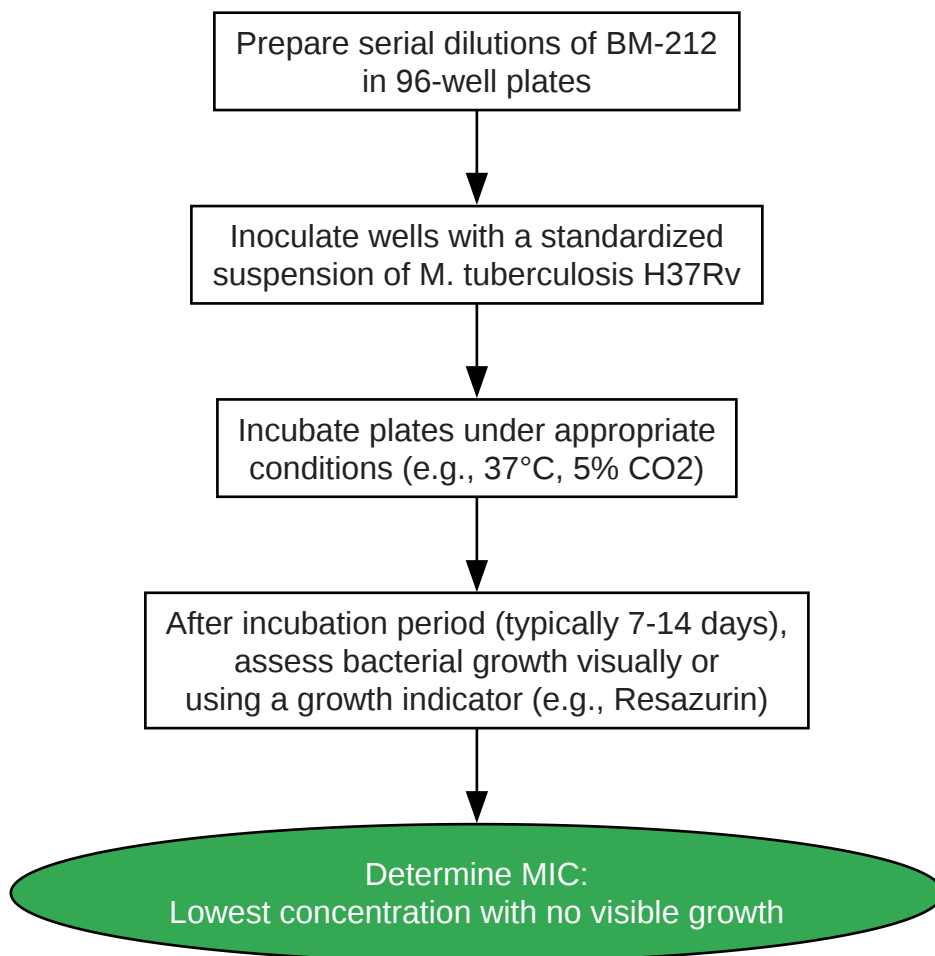 Prepare serial dilutions of BM-212
in 96-well plates
Inoculate wells with a standardized
suspension of M. tuberculosis H37Rv
Incubate plates under appropriate
conditions (e.g., 37°C, 5% CO2)
After incubation period (typically 7-14 days),
assess bacterial growth visually or
using a growth indicator (e.g., Resazurin)
Determine MIC:
Lowest concentration with no visible growth